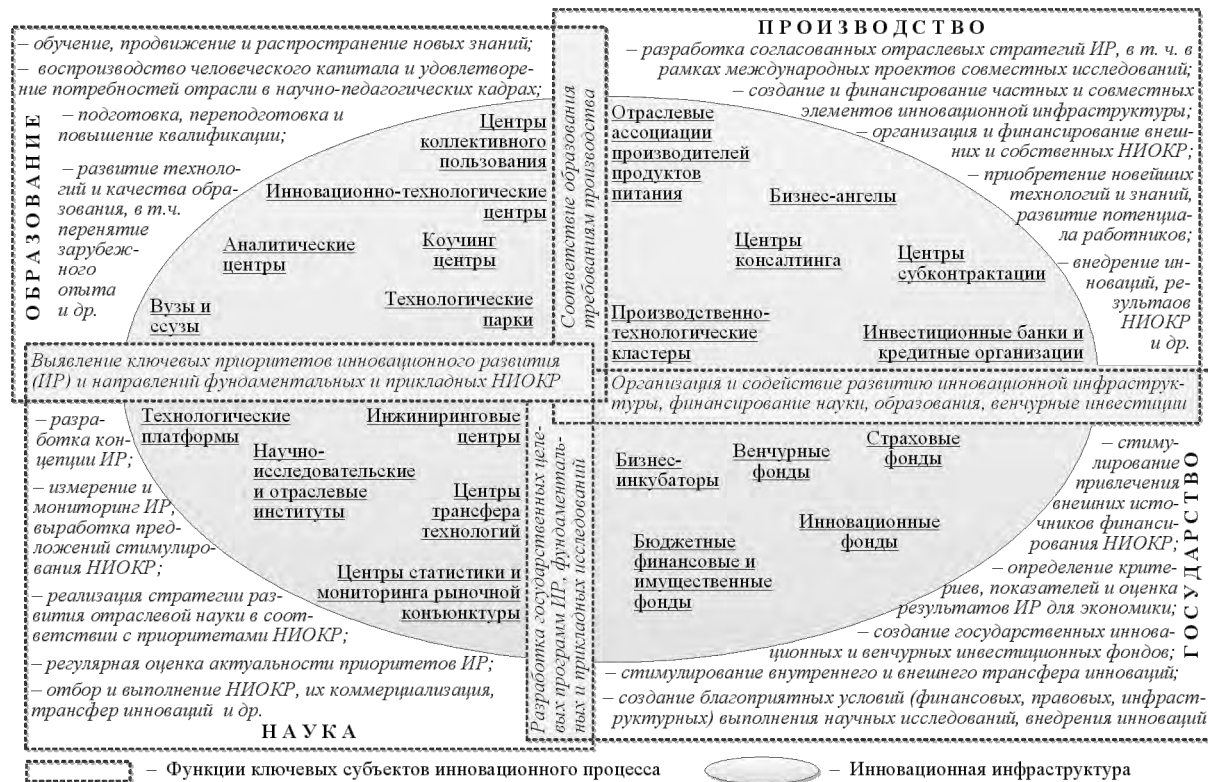 ОБРАЗОВАНИЕ
– обучение, продвижение и распространение новых знаний;
– воспроизводство человеческого капитала и удовлетворе-
ние потребностей отрасли в научно-педагогических кадрах;
– подготовка, переподготовка и
повышение квалификации;
– развитие техноло-
гий и качества обра-
зования, в т.ч.
перенятие
зарубеж-
ного
опыта
и др.
Центры
коллективного
пользования
Инновационно-технологические
центры
Аналитические
центры
Коучинг
центры
Вузы и
ссузы
Технологические
парки
Соответствие образования
требованиям производства
ПРОИЗВОДСТВО
– разработка согласованных отраслевых стратегий ИР, в т. ч. в
рамках международных проектов совместных исследований;
– создание и финансирование частных и совместных
элементов инновационной инфраструктуры;
– организация и финансирование внеш-
них и собственных НИОКР;
– приобретение новейших
технологий и знаний,
развитие потенциа-
ла работников;
– внедрение ин-
новаций, ре-
зультаов
НИОКР
и др.
Отраслевые
ассоциации
производителей
продуктов
питания
Бизнес-ангелы
Центры
консалтинга
Центры
субконтрактации
Производственно-
технологические
кластеры
Инвестиционные банки и
кредитные организации
Выявление ключевых приоритетов инновационного развития
(ИР) и направлений фундаментальных и прикладных НИОКР
Организация и содействие развитию инновационной инфраструк-
туры, финансирование науки, образования, венчурные инвестиции
– разра-
ботка кон-
цепции ИР;
– измерение и
мониторинг ИР,
выработка пред-
ложений стимулиро-
вания НИОКР;
– реализация стратегии раз-
вития отраслевой науки в соот-
ветствии с приоритетами НИОКР;
– регулярная оценка актуальности приоритетов ИР;
– отбор и выполнение НИОКР, их коммерциализация,
трансфер инноваций и др.
НАУКА
Технологические
платформы
Инжиниринговые
центры
Научно-
исследовательские
и отраслевые
институты
Центры
трансфера
технологий
Центры статистики и
мониторинга рыночной
конъюнктуры
Разработка государственных целе-
вых программ ИР, фундаменталь-
ных и прикладных исследований
Бизнес-
инкубаторы
Венчурные
фонды
Страховые
фонды
Инновационные
фонды
Бюджетные
финансовые и
имущественные
фонды
ГОСУДАРСТВО
– стиму-
лирование
привлечения
внешних исто-
чников финанси-
рования НИОКР;
– определение крите-
риев, показателей и оценка
результатов ИР для экономики;
– создание государственных иннова-
ционных и венчурных инвестиционных фондов;
– стимулирование внутреннего и внешнего трансфера инноваций;
– создание благоприятных условий (финансовых, правовых, инфраст-
руктурных) выполнения научных исследований, внедрения инноваций
– Функции ключевых субъектов инновационного процесса
– Инновационная инфраструктура